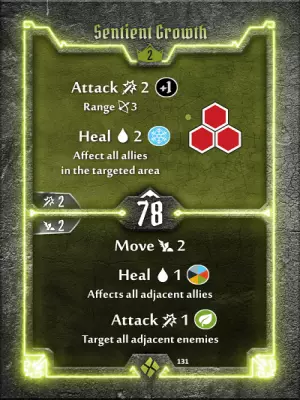 Sentient Growth
2
Attack 2 +1
Range 3
Heal 2
Affect all allies
in the targeted area
2
78
2
Move 2
Heal 1
Affects all adjacent allies
Attack 1
Target all adjacent enemies
131